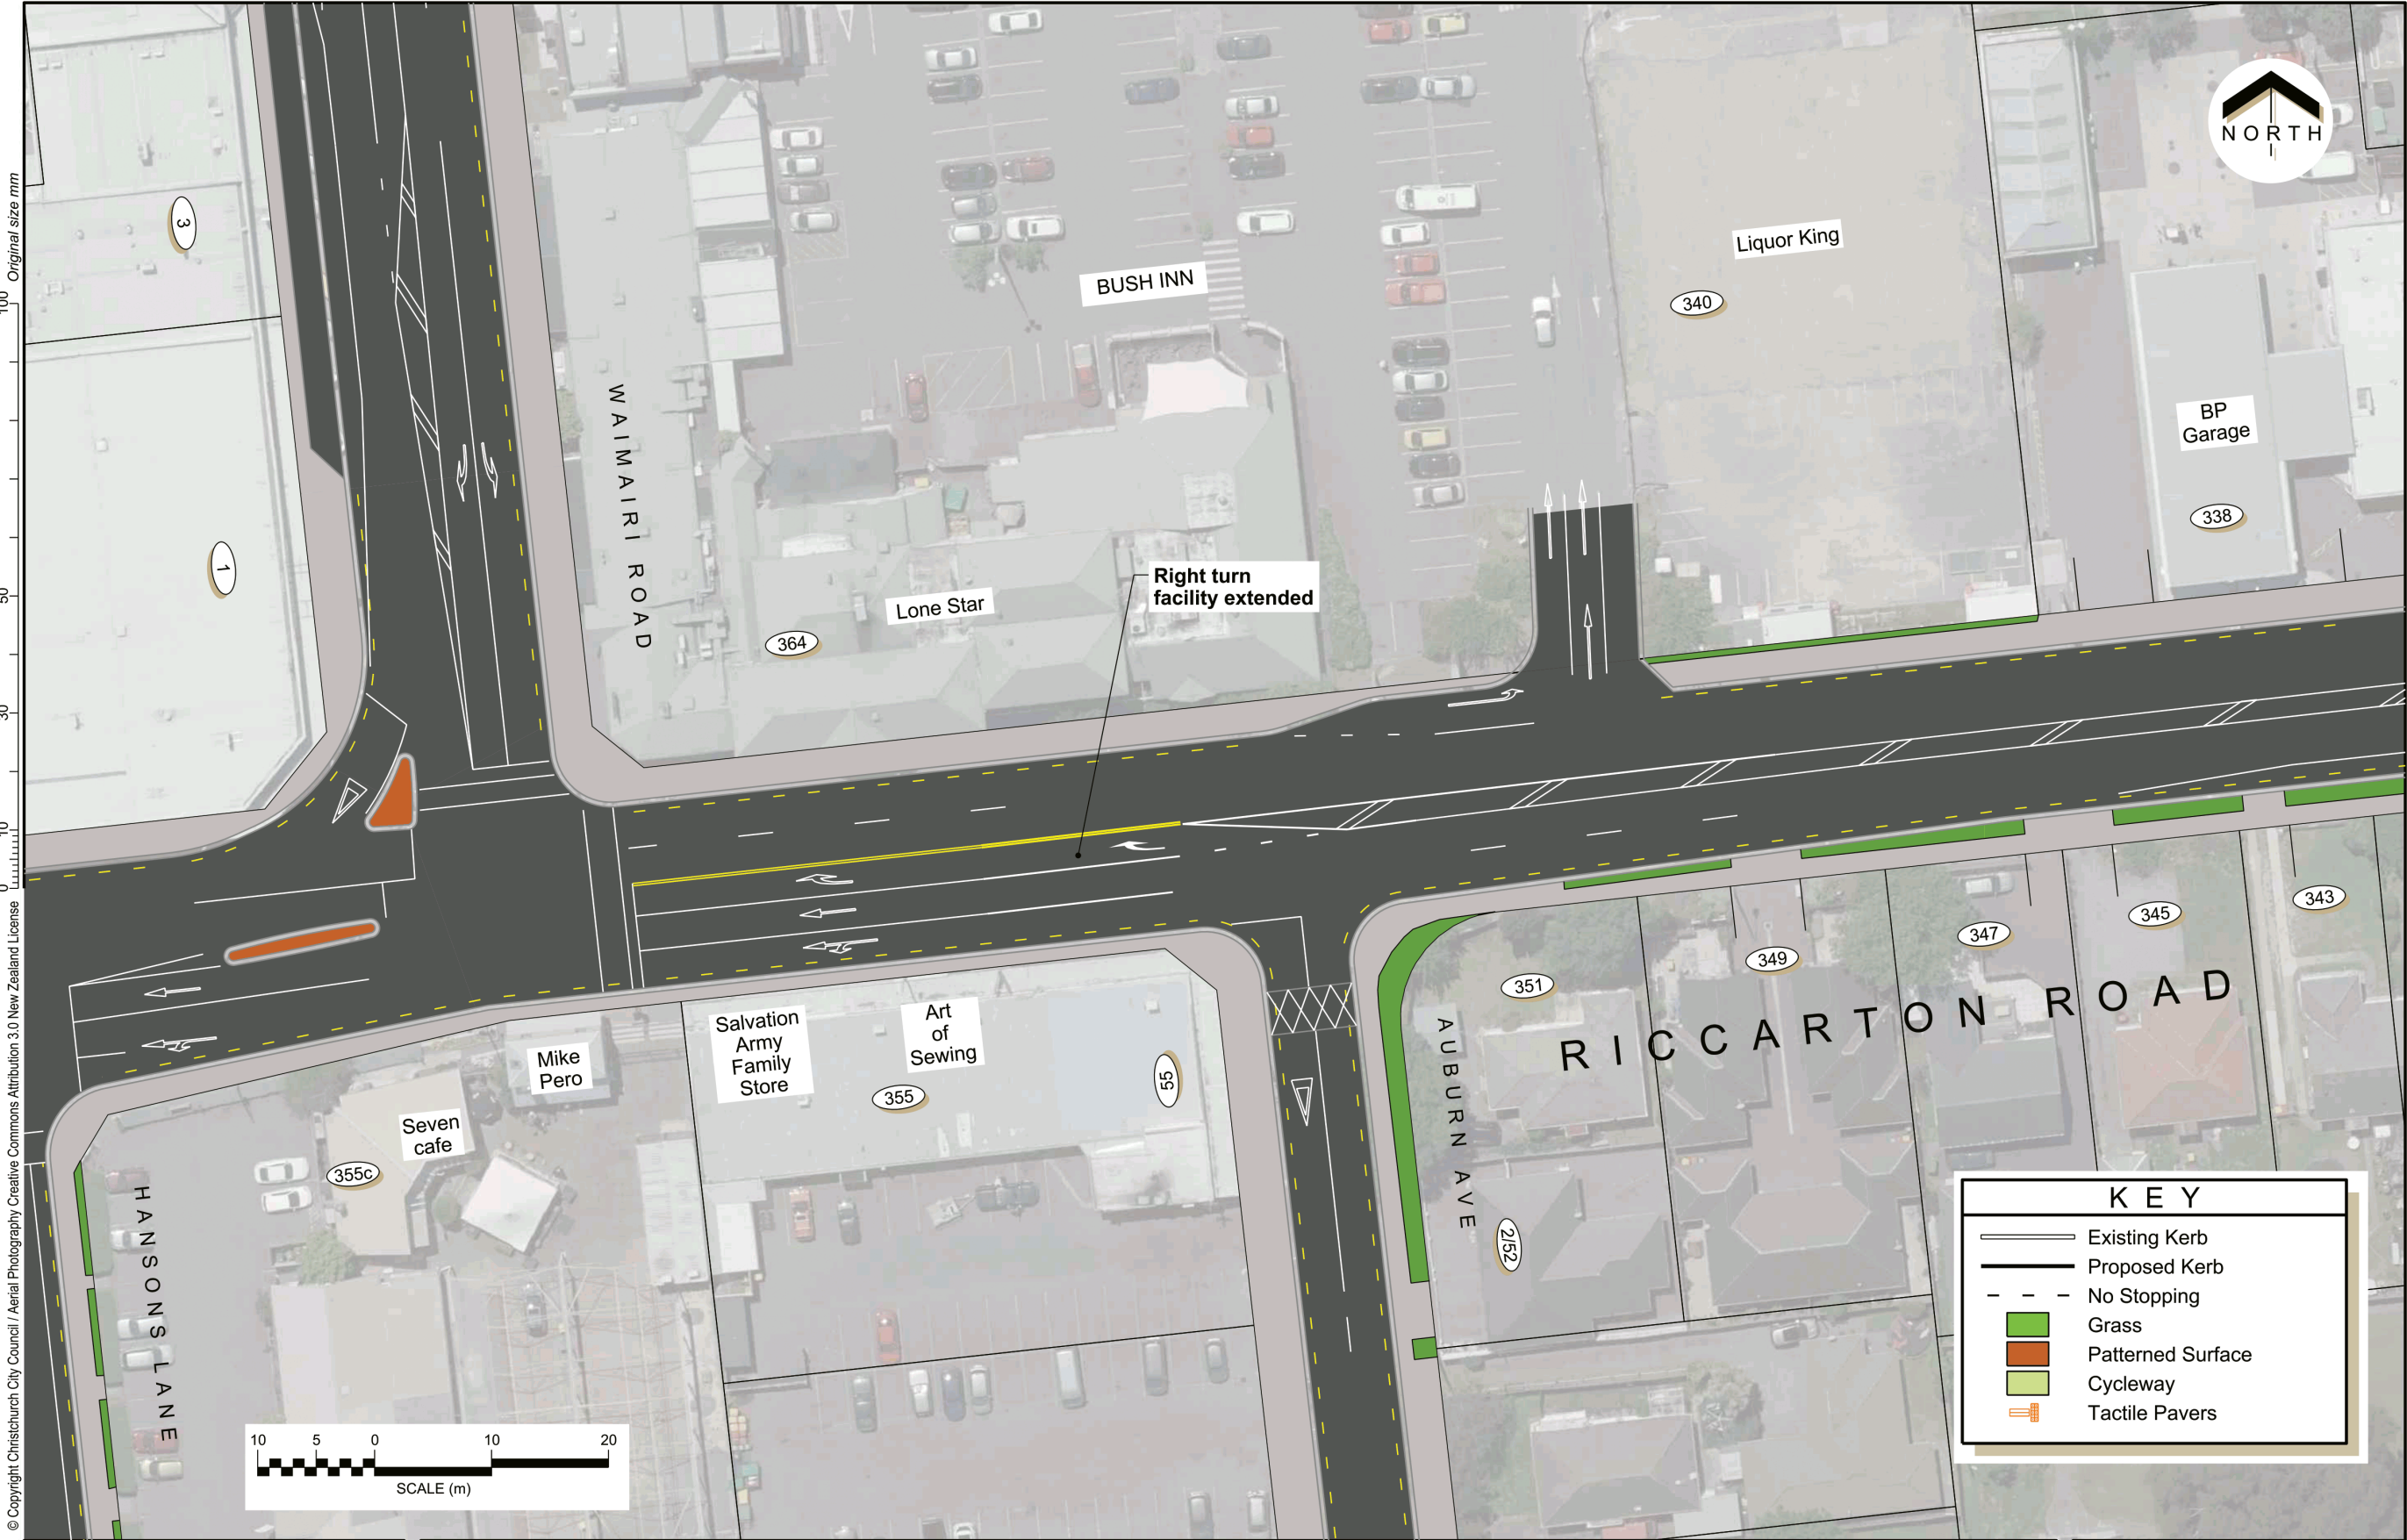 NORTH
Original size mm
100
50
30
10
0
© Copyright Christchurch City Council / Aerial Photography Creative Commons Attribution 3.0 New Zealand License
3
1
WAIMAIRI ROAD
BUSH INN
Liquor King
340
BP
Garage
338
Right turn
facility extended
Lone Star
364
343
345
347
349
351
RICCARTON ROAD
AUBURN AVE
2/52
Salvation
Army
Family
Store
Art
of
Sewing
355
55
Mike
Pero
Seven
cafe
355c
HANSONS LANE
10 5 0 10 20
SCALE (m)
KEY
Existing Kerb
Proposed Kerb
No Stopping
Grass
Patterned Surface
Cycleway
Tactile Pavers